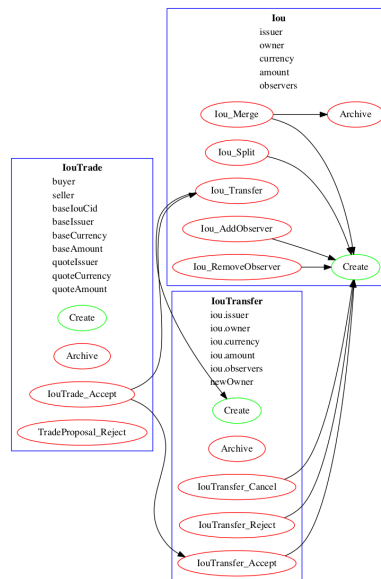 Iou
issuer
owner
currency
amount
observers
Iou_Merge
Archive
Iou_Split
Iou_Transfer
Iou_AddObserver
Iou_RemoveObserver
Create
IouTrade
buyer
seller
baseIouCid
baseIssuer
baseCurrency
baseAmount
quoteIssuer
quoteCurrency
quoteAmount
Create
Archive
IouTrade_Accept
TradeProposal_Reject
IouTransfer
iou.issuer
iou.owner
iou.currency
iou.amount
iou.observers
newOwner
Create
Archive
IouTransfer_Cancel
IouTransfer_Reject
IouTransfer_Accept